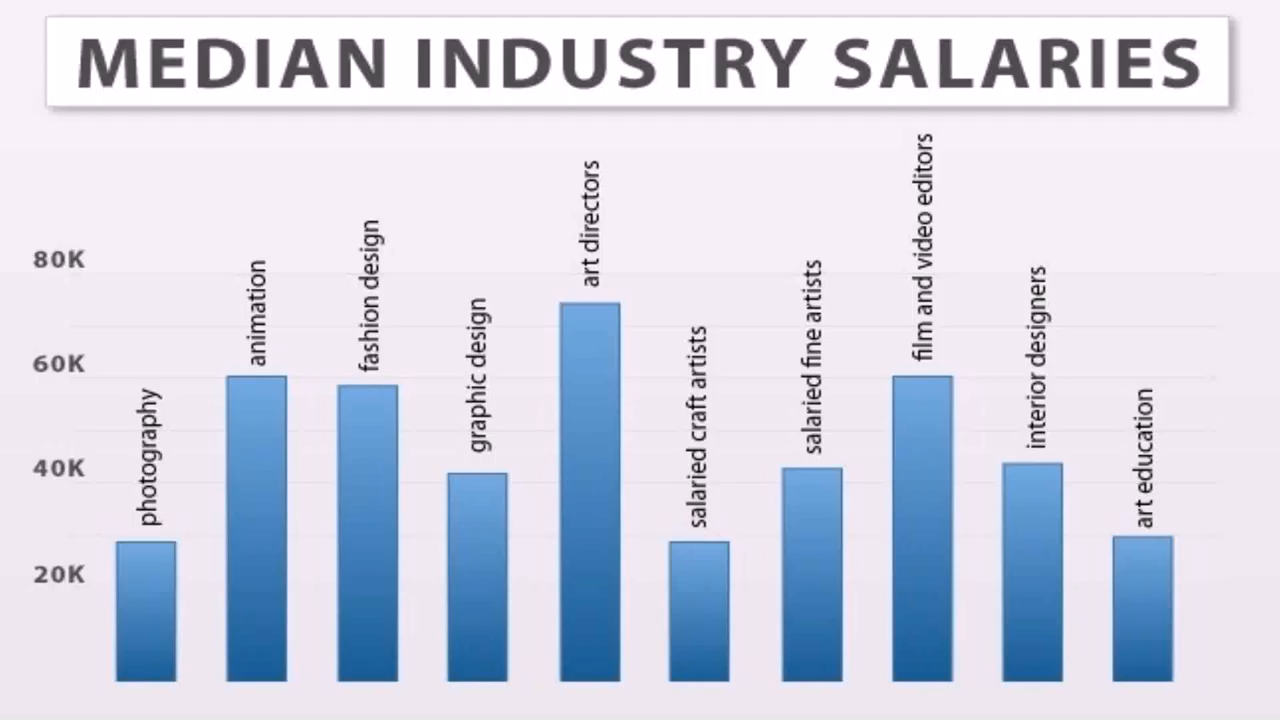 MEDIAN INDUSTRY SALARIES
80K
60K
40K
20K
photography
animation
fashion design
graphic design
art directors
salaried craft artists
salaried fine artists
film and video editors
interior designers
art education